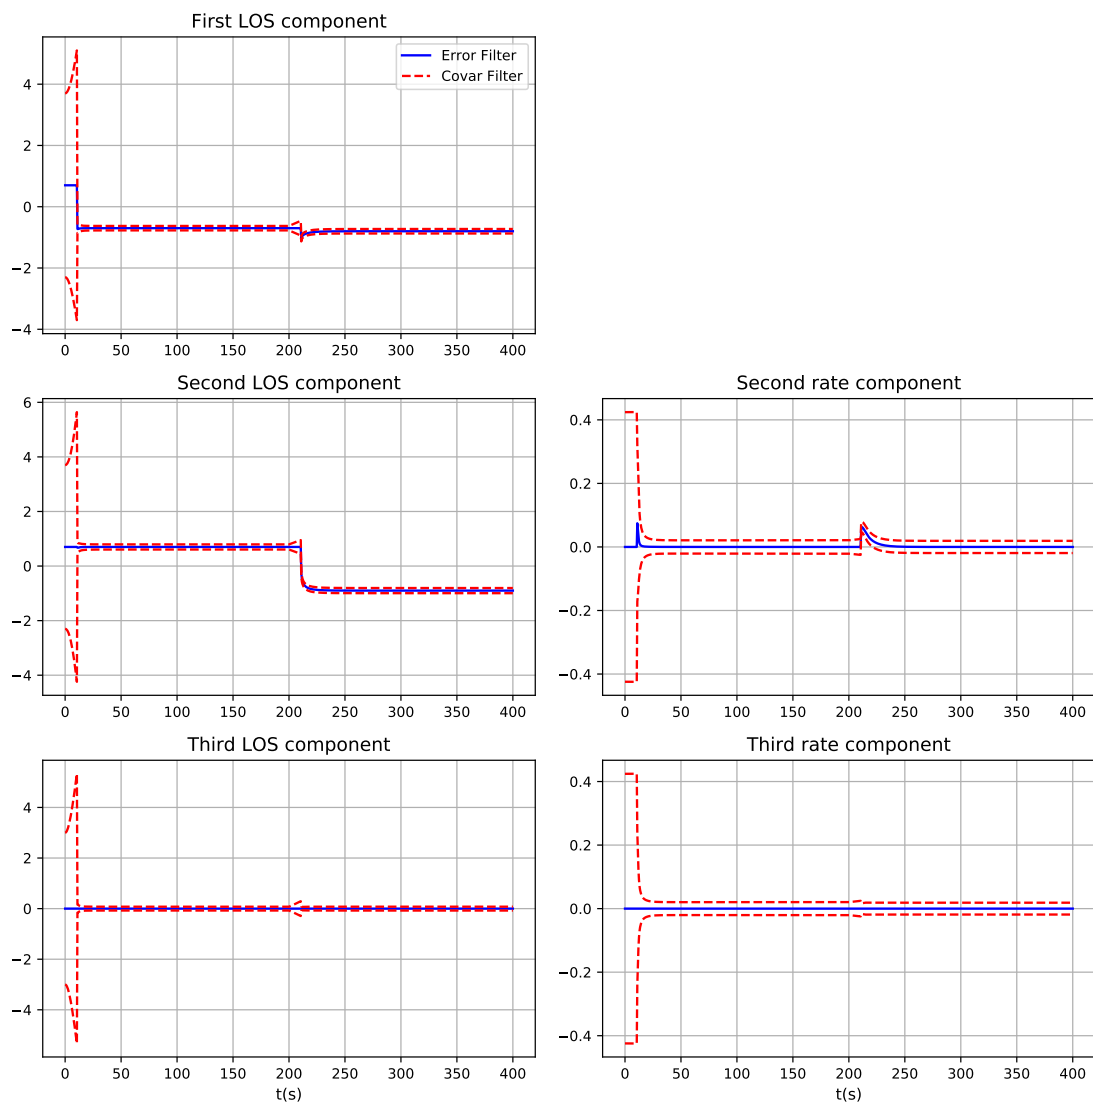 First LOS component
Error Filter
Covar Filter
4
2
0
−2
−4
0 50 100 150 200 250 300 350 400
Second LOS component
6
4
2
0
−2
−4
0 50 100 150 200 250 300 350 400
Second rate component
0.4
0.2
0.0
−0.2
−0.4
0 50 100 150 200 250 300 350 400
Third LOS component
4
2
0
−2
−4
0 50 100 150 200 250 300 350 400
t(s)
Third rate component
0.4
0.2
0.0
−0.2
−0.4
0 50 100 150 200 250 300 350 400
t(s)